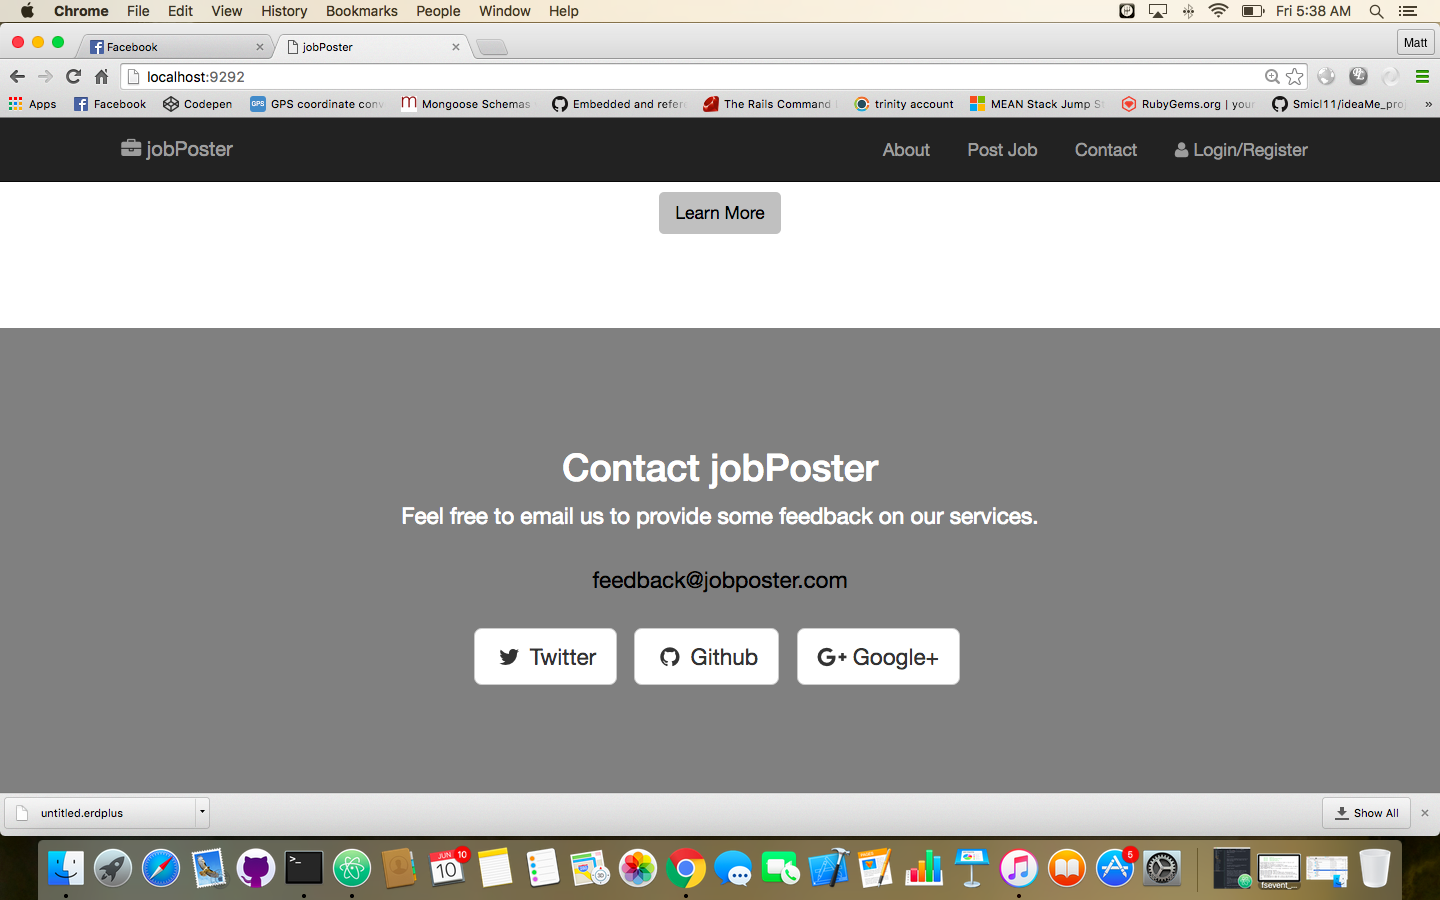 Chrome File Edit View History Bookmarks People Window Help Fri 5:38 AM
Facebook jobPoster Matt
localhost:9292
Apps Facebook Codepen GPS GPS coordinate conv Mongoose Schemas Embedded and refere The Rails Command trinity account MEAN Stack Jump S RubyGems.org | your Smicl11/ideaMe_proj »
jobPoster About Post Job Contact Login/Register
Learn More
Contact jobPoster
Feel free to email us to provide some feedback on our services.
feedback@jobposter.com
Twitter Github G+ Google+
untitled.erdplus Show All
JUN 10
10
6
fsevent_...